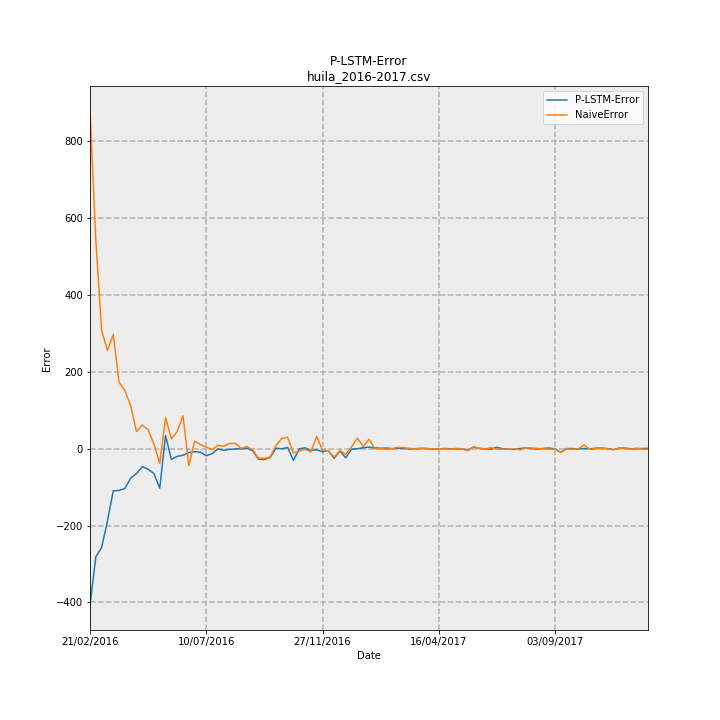 P-LSTM-Error
huila_2016-2017.csv
P-LSTM-Error
NaiveError
800
600
400
200
0
−200
−400
Error
21/02/2016
10/07/2016
27/11/2016
16/04/2017
03/09/2017
Date